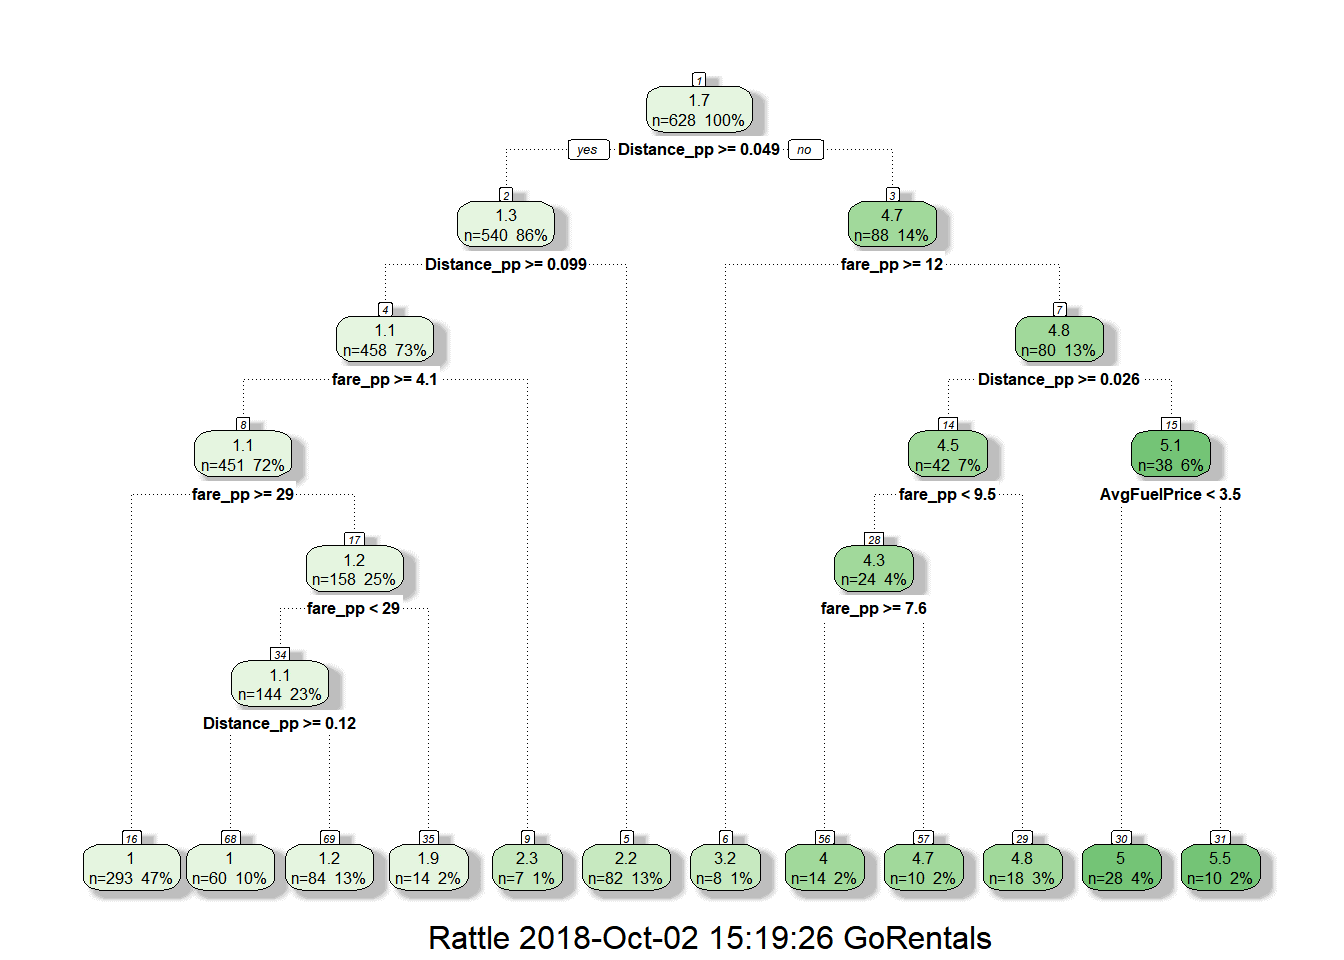 1
1.7
n=628 100%
yes Distance_pp >= 0.049 no
2
1.3
n=540 86%
3
4.7
n=88 14%
Distance_pp >= 0.099
fare_pp >= 12
4
1.1
n=458 73%
7
4.8
n=80 13%
fare_pp >= 4.1
Distance_pp >= 0.026
8
1.1
n=451 72%
14
4.5
n=42 7%
15
5.1
n=38 6%
fare_pp >= 29
fare_pp < 9.5
AvgFuelPrice < 3.5
17
1.2
n=158 25%
28
4.3
n=24 4%
fare_pp < 29
fare_pp >= 7.6
34
1.1
n=144 23%
Distance_pp >= 0.12
16
1
n=293 47%
68
1
n=60 10%
69
1.2
n=84 13%
35
1.9
n=14 2%
9
2.3
n=7 1%
5
2.2
n=82 13%
6
3.2
n=8 1%
56
4
n=14 2%
57
4.7
n=10 2%
29
4.8
n=18 3%
30
5
n=28 4%
31
5.5
n=10 2%
Rattle 2018-Oct-02 15:19:26 GoRentals